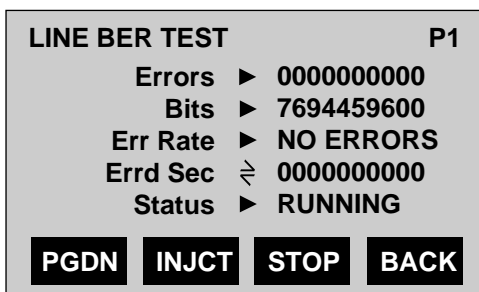 LINE BER TEST P1
Errors ► 0000000000
Bits ► 7694459600
Err Rate ► NO ERRORS
Errd Sec ⇄ 0000000000
Status ► RUNNING
PGDN INJCT STOP BACK